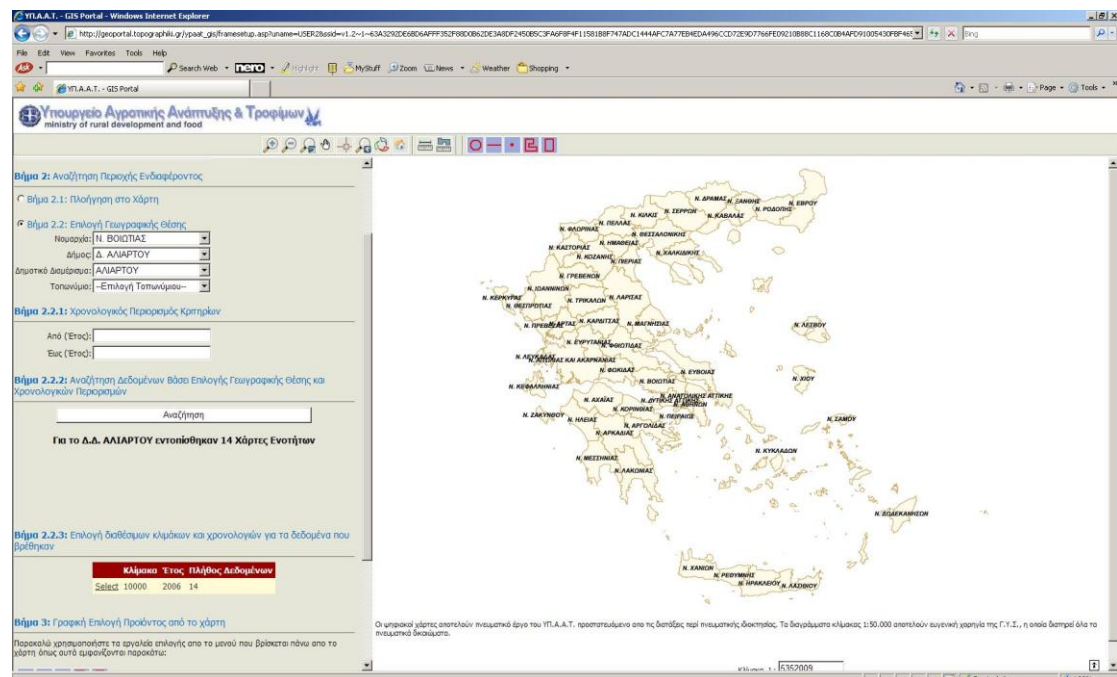 ΥΠ.Α.Α.Τ. - GIS Portal - Windows Internet Explorer
File Edit View Favorites Tools Help
Search Web
NERO
Highlight
MyStuff
Zoom
News
Weather
Shopping
Bing
ΥΠ.Α.Α.Τ. - GIS Portal
Page
Tools
Υπουργείο Αγροτικής Ανάπτυξης & Τροφίμων
ministry of rural development and food
Βήμα 2: Αναζήτηση Περιοχής Ενδιαφέροντος
Βήμα 2.1: Πλοήγηση στο Χάρτη
Βήμα 2.2: Επιλογή Γεωγραφικής Θέσης
Νομαρχία: Ν. ΒΟΙΩΤΙΑΣ
Δήμος: Δ. ΑΛΙΑΡΤΟΥ
Δημοτικό Διαμέρισμα: ΑΛΙΑΡΤΟΥ
Τοπωνύμιο: --Επιλογή Τοπωνύμιου--
Βήμα 2.2.1: Χρονολογικός Περιορισμός Κριτηρίων
Από (Έτος):
Έως (Έτος):
Βήμα 2.2.2: Αναζήτηση Δεδομένων Βάσει Επιλογής Γεωγραφικής Θέσης και
Χρονολογικών Περιορισμών
Αναζήτηση
Για το Δ.Δ. ΑΛΙΑΡΤΟΥ εντοπίσθηκαν 14 Χάρτες Ενοτήτων
Βήμα 2.2.3: Επιλογή διαθέσιμων κλιμάκων και χρονολογιών για τα δεδομένα που
βρέθηκαν
Κλίμακα Έτος Πλήθος Δεδομένων
Select 10000 2006 14
Βήμα 3: Γραφική Επιλογή Προϊόντος από το χάρτη
Παρακαλώ χρησιμοποιήστε τα εργαλεία επιλογής απο το μενού που βρίσκεται πάνω απο το
χάρτη όπως αυτά εμφανίζονται παρακάτω:
Ν. ΔΡΑΜΑΣ
Ν. ΞΑΝΘΗΣ
Ν. ΕΒΡΟΥ
Ν. ΡΟΔΟΠΗΣ
Ν. ΚΙΛΚΙΣ
Ν. ΣΕΡΡΩΝ
Ν. ΚΑΒΑΛΑΣ
Ν. ΠΕΛΛΑΣ
Ν. ΦΛΩΡΙΝΑΣ
Ν. ΘΕΣΣΑΛΟΝΙΚΗΣ
Ν. ΗΜΑΘΕΙΑΣ
Ν. ΚΑΣΤΟΡΙΑΣ
Ν. ΚΟΖΑΝΗΣ
Ν. ΠΙΕΡΙΑΣ
Ν. ΧΑΛΚΙΔΙΚΗΣ
Ν. ΓΡΕΒΕΝΩΝ
Ν. ΙΩΑΝΝΙΝΩΝ
Ν. ΚΕΡΚΥΡΑΣ
Ν. ΘΕΣΠΡΩΤΙΑΣ
Ν. ΤΡΙΚΑΛΩΝ
Ν. ΛΑΡΙΣΑΣ
Ν. ΚΑΡΔΙΤΣΑΣ
Ν. ΜΑΓΝΗΣΙΑΣ
Ν. ΛΕΣΒΟΥ
Ν. ΕΥΡΥΤΑΝΙΑΣ
Ν. ΦΘΙΩΤΙΔΑΣ
Ν. ΦΩΚΙΔΑΣ
Ν. ΕΥΒΟΙΑΣ
Ν. ΒΟΙΩΤΙΑΣ
Ν. ΧΙΟΥ
Ν. ΚΕΦΑΛΛΗΝΙΑΣ
Ν. ΑΧΑΪΑΣ
Ν. ΑΝΑΤΟΛΙΚΗΣ ΑΤΤΙΚΗΣ
Ν. ΚΟΡΙΝΘΙΑΣ
Ν. ΠΕΙΡΑΙΩΣ
Ν. ΖΑΚΥΝΘΟΥ
Ν. ΗΛΕΙΑΣ
Ν. ΑΡΓΟΛΙΔΑΣ
Ν. ΑΡΚΑΔΙΑΣ
Ν. ΣΑΜΟΥ
Ν. ΚΥΚΛΑΔΩΝ
Ν. ΜΕΣΣΗΝΙΑΣ
Ν. ΛΑΚΩΝΙΑΣ
Ν. ΔΩΔΕΚΑΝΗΣΩΝ
Ν. ΧΑΝΙΩΝ
Ν. ΡΕΘΥΜΝΗΣ
Ν. ΗΡΑΚΛΕΙΟΥ
Ν. ΛΑΣΙΘΙΟΥ
Οι ψηφιακοί χάρτες αποτελούν πνευματικό έργο του ΥΠ.Α.Α.Τ. προστατευόμενο απο τις διατάξεις περί πνευματικής ιδιοκτησίας. Τα διαγράμματα κλίμακας 1:50.000 αποτελούν ευγενική χορηγία της Γ.Υ.Σ., η οποία διατηρεί όλα τα
πνευματικά δικαιώματα.
Κλίμακα 1: 5352009